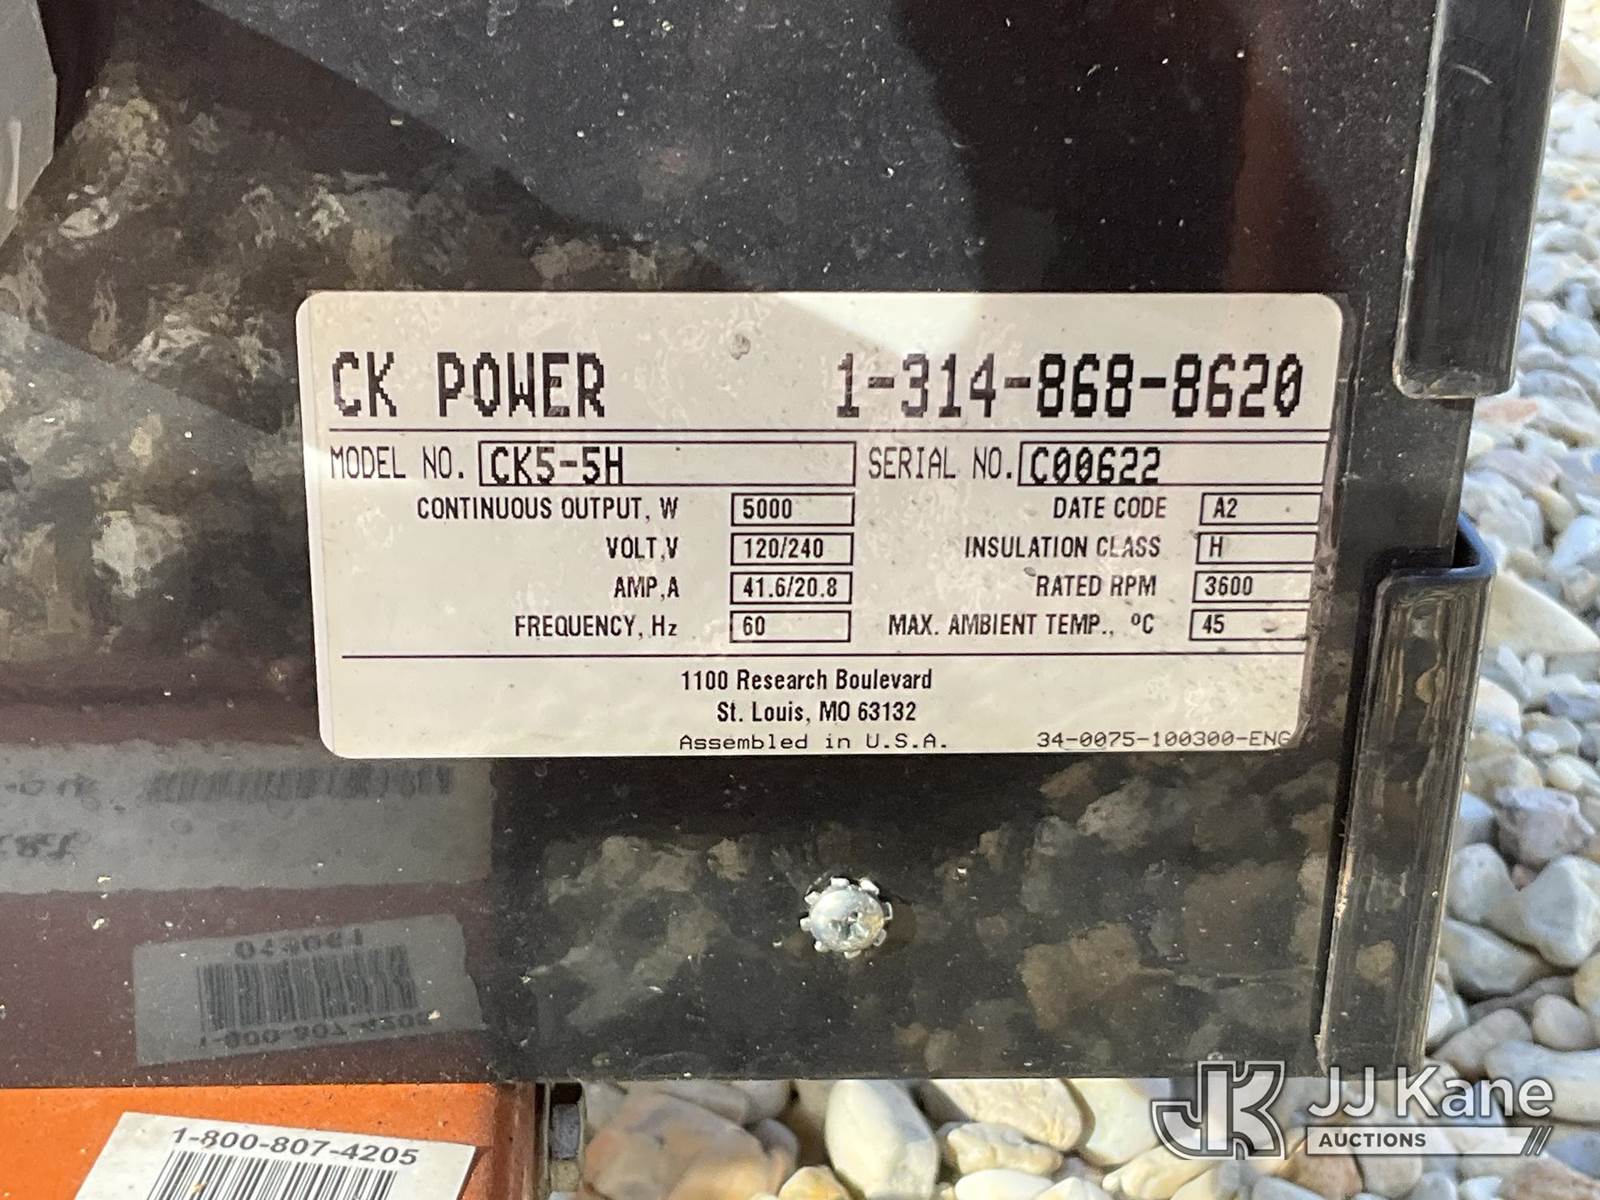 CK POWER 1-314-868-8620
MODEL NO. CK5-5H SERIAL NO. C00622
CONTINUOUS OUTPUT, W 5000 DATE CODE A2
VOLT,V 120/240 INSULATION CLASS H
AMP,A 41.6/20.8 RATED RPM 3600
FREQUENCY, Hz 60 MAX. AMBIENT TEMP., ºC 45
1100 Research Boulevard
St. Louis, MO 63132
Assembled in U.S.A. 34-0075-100300-ENG
1-800-807-4205
JJ Kane
AUCTIONS